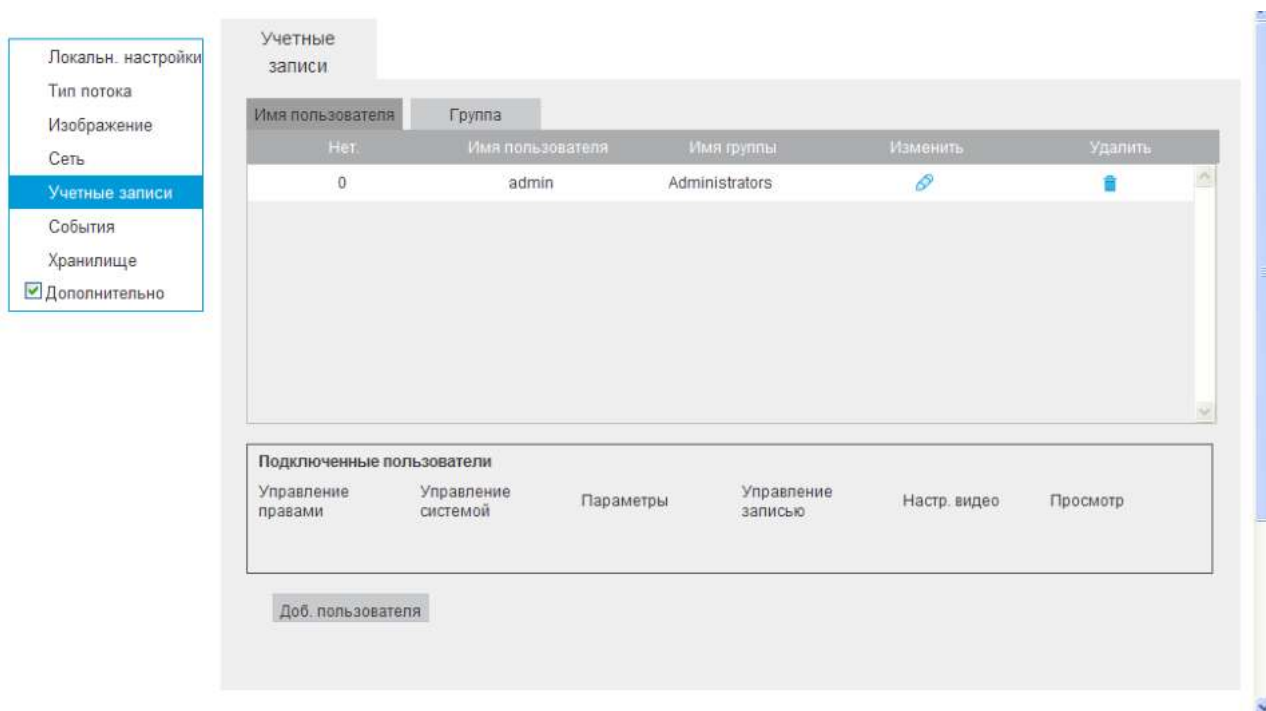 Локальн. настройки
Тип потока
Изображение
Сеть
Учетные записи
События
Хранилище
Дополнительно
Учетные
записи
Имя пользователя Группа
Нет. Имя пользователя Имя группы Изменить Удалить
0 admin Administrators
Подключенные пользователи
Управление
правами
Управление
системой
Параметры
Управление
записью
Настр. видео
Просмотр
Доб. пользователя